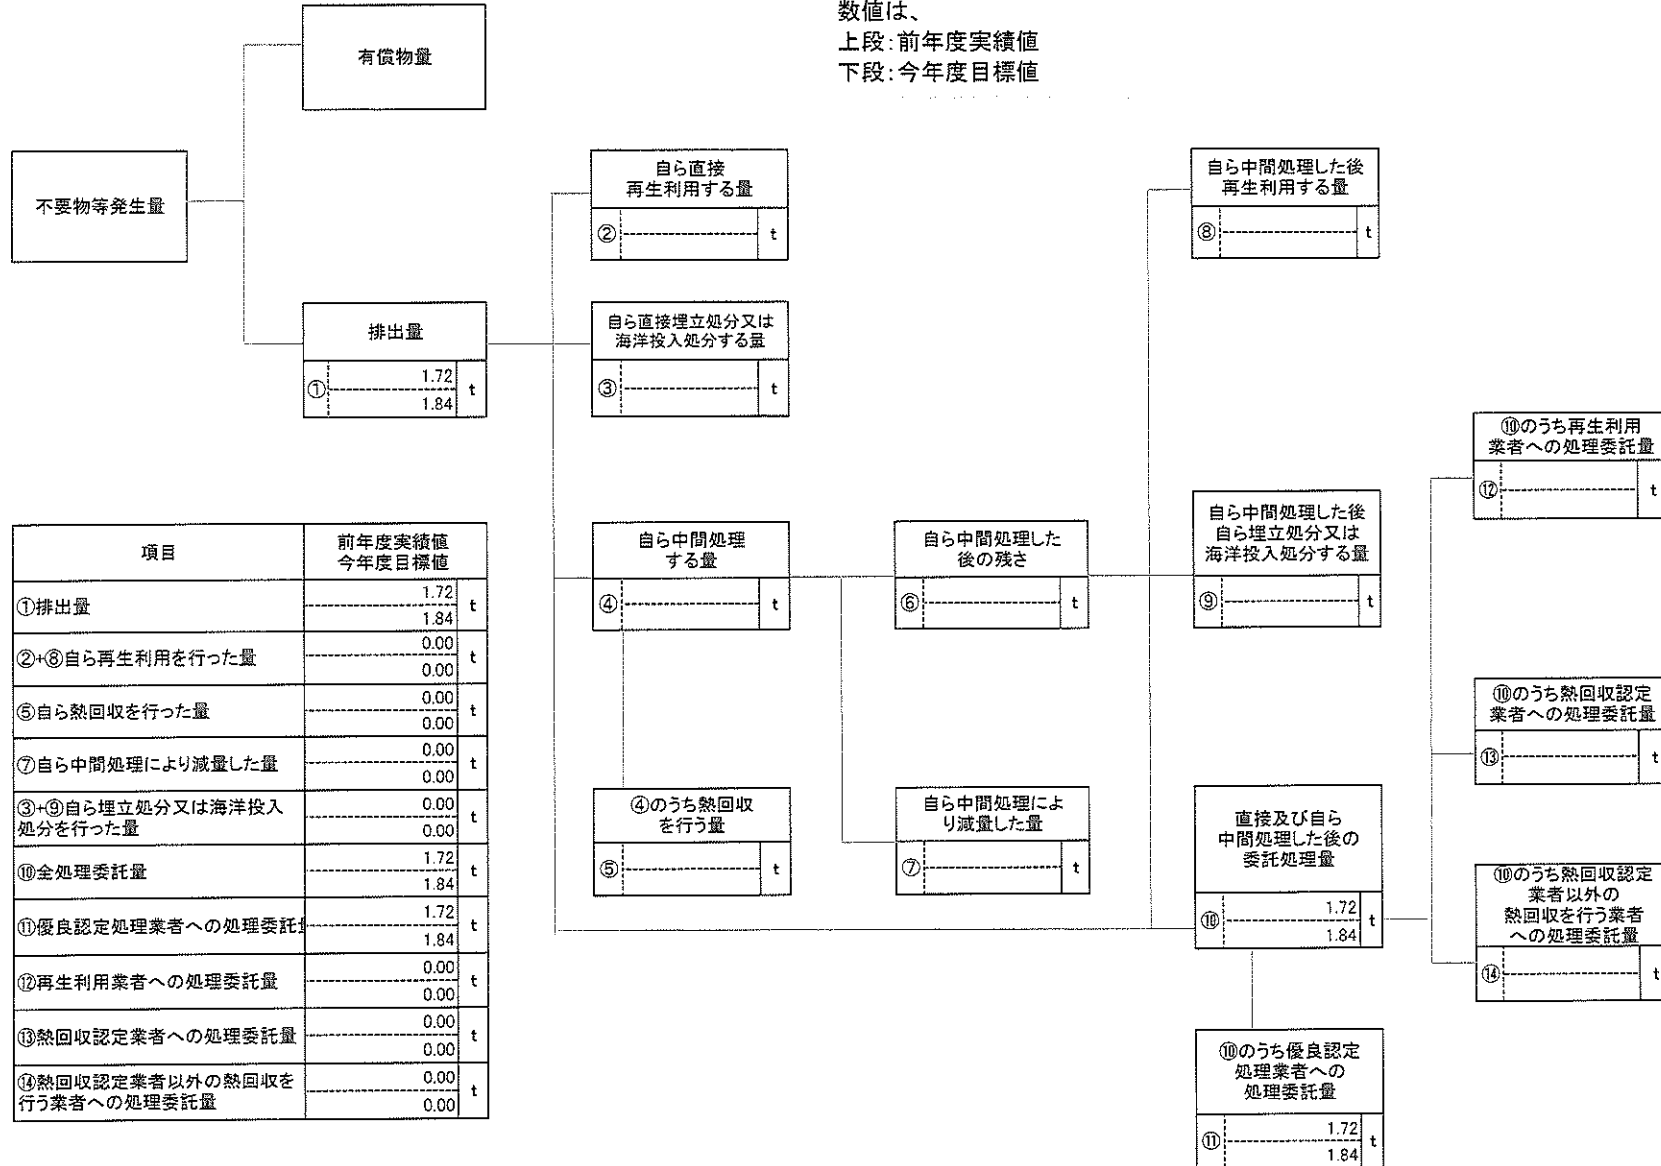 数値は、
上段：前年度実績値
下段：今年度目標値
有償物量
不要物等発生量
排出量
① 1.72 t
1.84
自ら直接
再生利用する量
② t
自ら直接埋立処分又は
海洋投入処分する量
③ t
自ら中間処理
する量
④ t
④のうち熱回収
を行う量
⑤ t
自ら中間処理した
後の残さ
⑥ t
自ら中間処理によ
り減量した量
⑦ t
自ら中間処理した後
再生利用する量
⑧ t
自ら中間処理した後
自ら埋立処分又は
海洋投入処分する量
⑨ t
直接及び自ら
中間処理した後の
委託処理量
⑩ 1.72 t
1.84
⑩のうち優良認定
処理業者への
処理委託量
⑪ 1.72 t
1.84
⑩のうち再生利用
業者への処理委託量
⑫ t
⑩のうち熱回収認定
業者への処理委託量
⑬ t
⑩のうち熱回収認定
業者以外の
熱回収を行う業者
への処理委託量
⑭ t
項目 前年度実績値
今年度目標値
①排出量 1.72 t
1.84
②+⑧自ら再生利用を行った量 0.00 t
0.00
⑤自ら熱回収を行った量 0.00 t
0.00
⑦自ら中間処理により減量した量 0.00 t
0.00
③+⑨自ら埋立処分又は海洋投入
処分を行った量 0.00 t
0.00
⑩全処理委託量 1.72 t
1.84
⑪優良認定処理業者への処理委託 1.72 t
1.84
⑫再生利用業者への処理委託量 0.00 t
0.00
⑬熱回収認定業者への処理委託量 0.00 t
0.00
⑭熱回収認定業者以外の熱回収を
行う業者への処理委託量 0.00 t
0.00